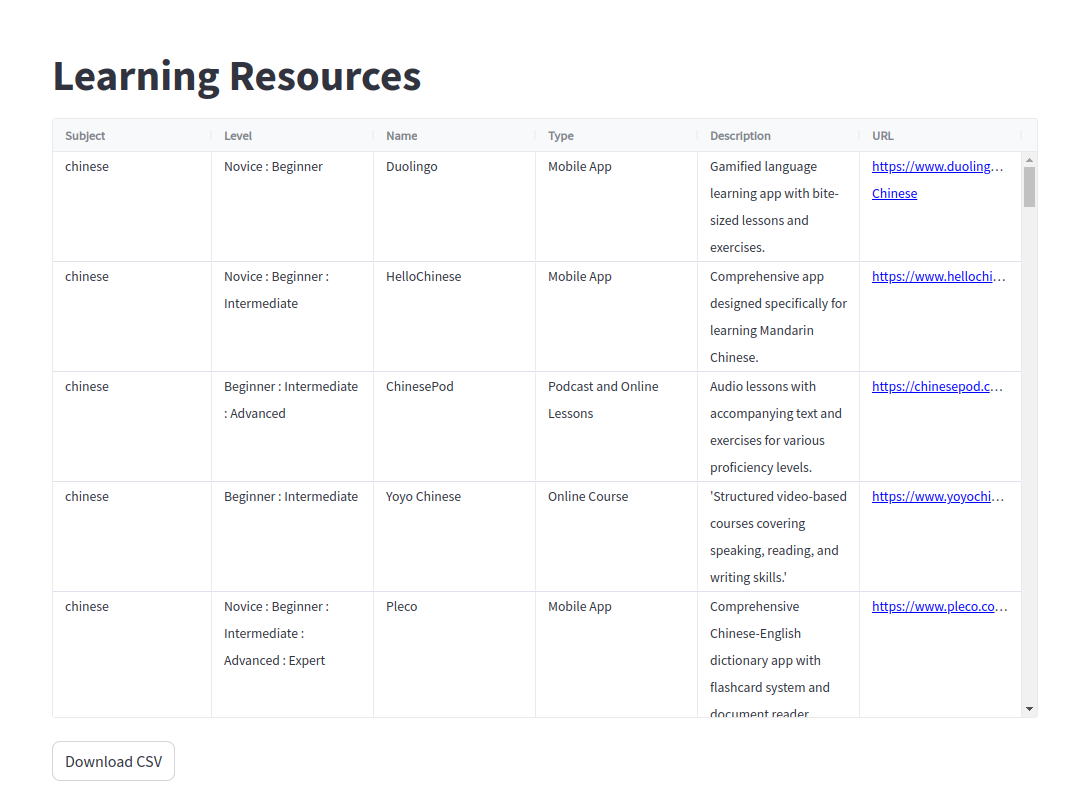 Learning Resources
Subject Level Name Type Description URL
chinese Novice : Beginner Duolingo Mobile App Gamified language https://www.duoling…
learning app with bite- Chinese
sized lessons and
exercises.
chinese Novice : Beginner : HelloChinese Mobile App Comprehensive app https://www.hellochi…
Intermediate designed specifically for
learning Mandarin
Chinese.
chinese Beginner : Intermediate ChinesePod Podcast and Online Audio lessons with https://chinesepod.c…
: Advanced Lessons accompanying text and
exercises for various
proficiency levels.
chinese Beginner : Intermediate Yoyo Chinese Online Course 'Structured video-based https://www.yoyochi…
courses covering
speaking, reading, and
writing skills.'
chinese Novice : Beginner : Pleco Mobile App Comprehensive https://www.pleco.co…
Intermediate : Chinese-English
Advanced : Expert dictionary app with
flashcard system and
document reader
Download CSV